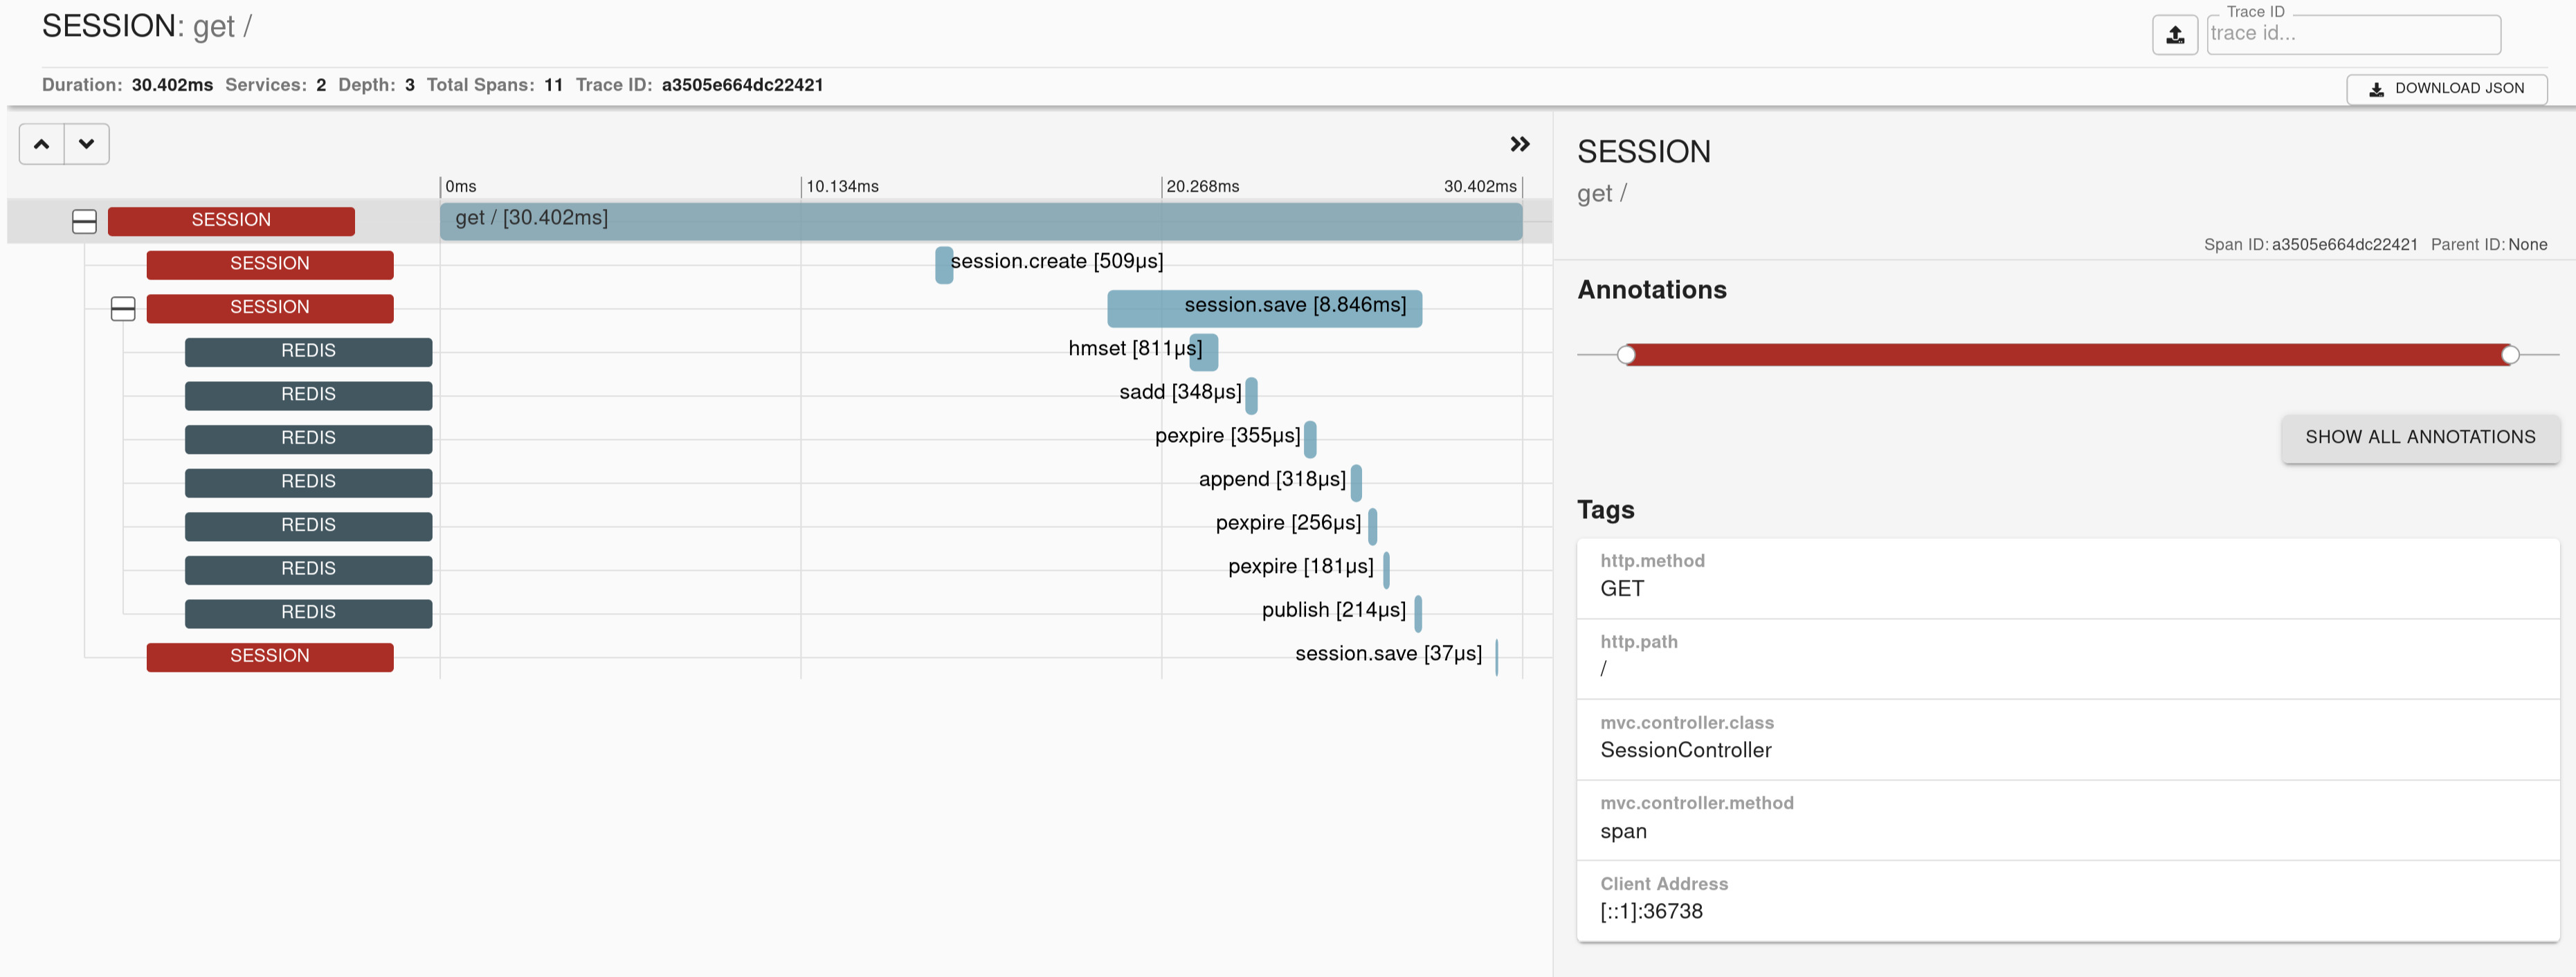 SESSION: get /
Trace ID
trace id...
Duration: 30.402ms Services: 2 Depth: 3 Total Spans: 11 Trace ID: a3505e664dc22421
DOWNLOAD JSON
0ms 10.134ms 20.268ms 30.402ms
SESSION get / [30.402ms]
SESSION session.create [509μs]
SESSION session.save [8.846ms]
REDIS hmset [811μs]
REDIS sadd [348μs]
REDIS pexpire [355μs]
REDIS append [318μs]
REDIS pexpire [256μs]
REDIS pexpire [181μs]
REDIS publish [214μs]
SESSION session.save [37μs]
SESSION
get /
Span ID: a3505e664dc22421 Parent ID: None
Annotations
SHOW ALL ANNOTATIONS
Tags
http.method
GET
http.path
/
mvc.controller.class
SessionController
mvc.controller.method
span
Client Address
[::1]:36738